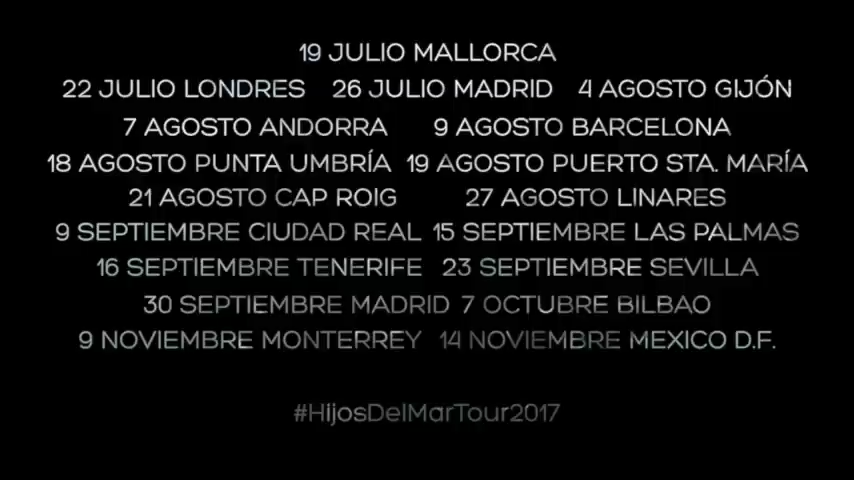 19 JULIO MALLORCA
22 JULIO LONDRES 26 JULIO MADRID 4 AGOSTO GIJÓN
7 AGOSTO ANDORRA 9 AGOSTO BARCELONA
18 AGOSTO PUNTA UMBRÍA 19 AGOSTO PUERTO STA. MARÍA
21 AGOSTO CAP ROIG 27 AGOSTO LINARES
9 SEPTIEMBRE CIUDAD REAL 15 SEPTIEMBRE LAS PALMAS
16 SEPTIEMBRE TENERIFE 23 SEPTIEMBRE SEVILLA
30 SEPTIEMBRE MADRID 7 OCTUBRE BILBAO
9 NOVIEMBRE MONTERREY 14 NOVIEMBRE MEXICO D.F.
#HijosDelMarTour2017